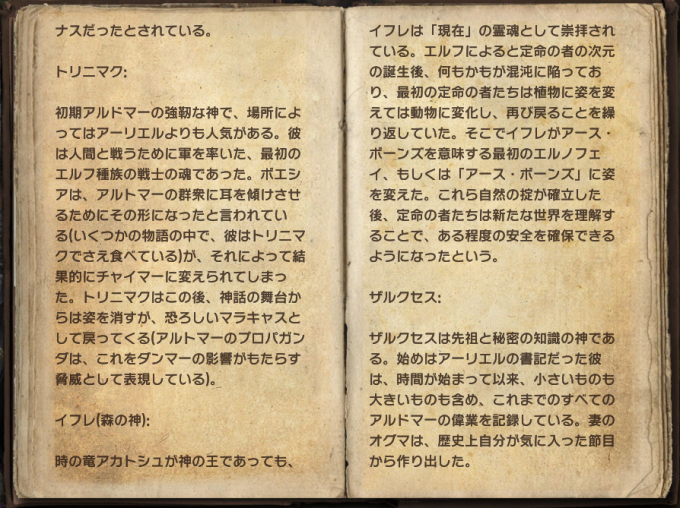 ナスだったとされている。
トリニマク:
初期アルドマーの強靭な神で、場所によ
ってはアーリエルよりも人気がある。彼
は人間と戦うために軍を率いた、最初の
エルフ種族の戦士の魂であった。ボエシ
アは、アルトマーの群衆に耳を傾けさせ
るためにその形になったと言われてい
る(いくつかの物語の中で、彼はトリニマ
クでさえ食べている)が、それによって結
果的にチャイマーに変えられてしまっ
た。トリニマクはこの後、神話の舞台か
らは姿を消すが、恐ろしいマラキャスと
して戻ってくる(アルトマーのプロパガン
ダは、これをダンマーの影響がもたらす
脅威として表現している)。
イフレ(森の神):
時の竜アカトシュが神の王であっても、
イフレは「現在」の霊魂として崇拝され
ている。エルフによると定命の者の次元
の誕生後、何もかもが混沌に陥ってお
り、最初の定命の者たちは植物に姿を変
えては動物に変化し、再び戻ることを繰
り返していた。そこでイフレがアース・
ボーンズを意味する最初のエルノフェ
イ、もしくは「アース・ボーンズ」に姿
を変えた。これら自然の掟が確立した
後、定命の者たちは新たな世界を理解す
ることで、ある程度の安全を確保できる
ようになったという。
ザルクセス:
ザルクセスは先祖と秘密の知識の神であ
る。始めはアーリエルの書記だった彼
は、時間が始まって以来、小さいものも
大きいものも含め、これまでのすべての
アルドマーの偉業を記録している。妻の
オグマは、歴史上自分が気に入った節目
から作り出した。